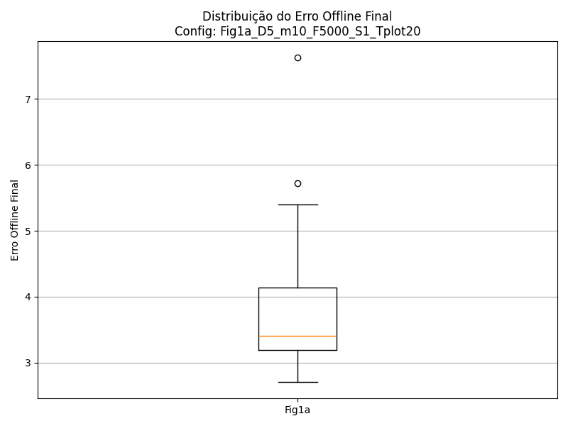 Distribuição do Erro Offline Final
Config: Fig1a_D5_m10_F5000_S1_Tplot20
Erro Offline Final
7
6
5
4
3
Fig1a